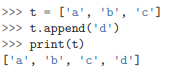 >>> t = ['a', 'b', 'c']
>>> t.append('d')
>>> print(t)
['a', 'b', 'c', 'd']